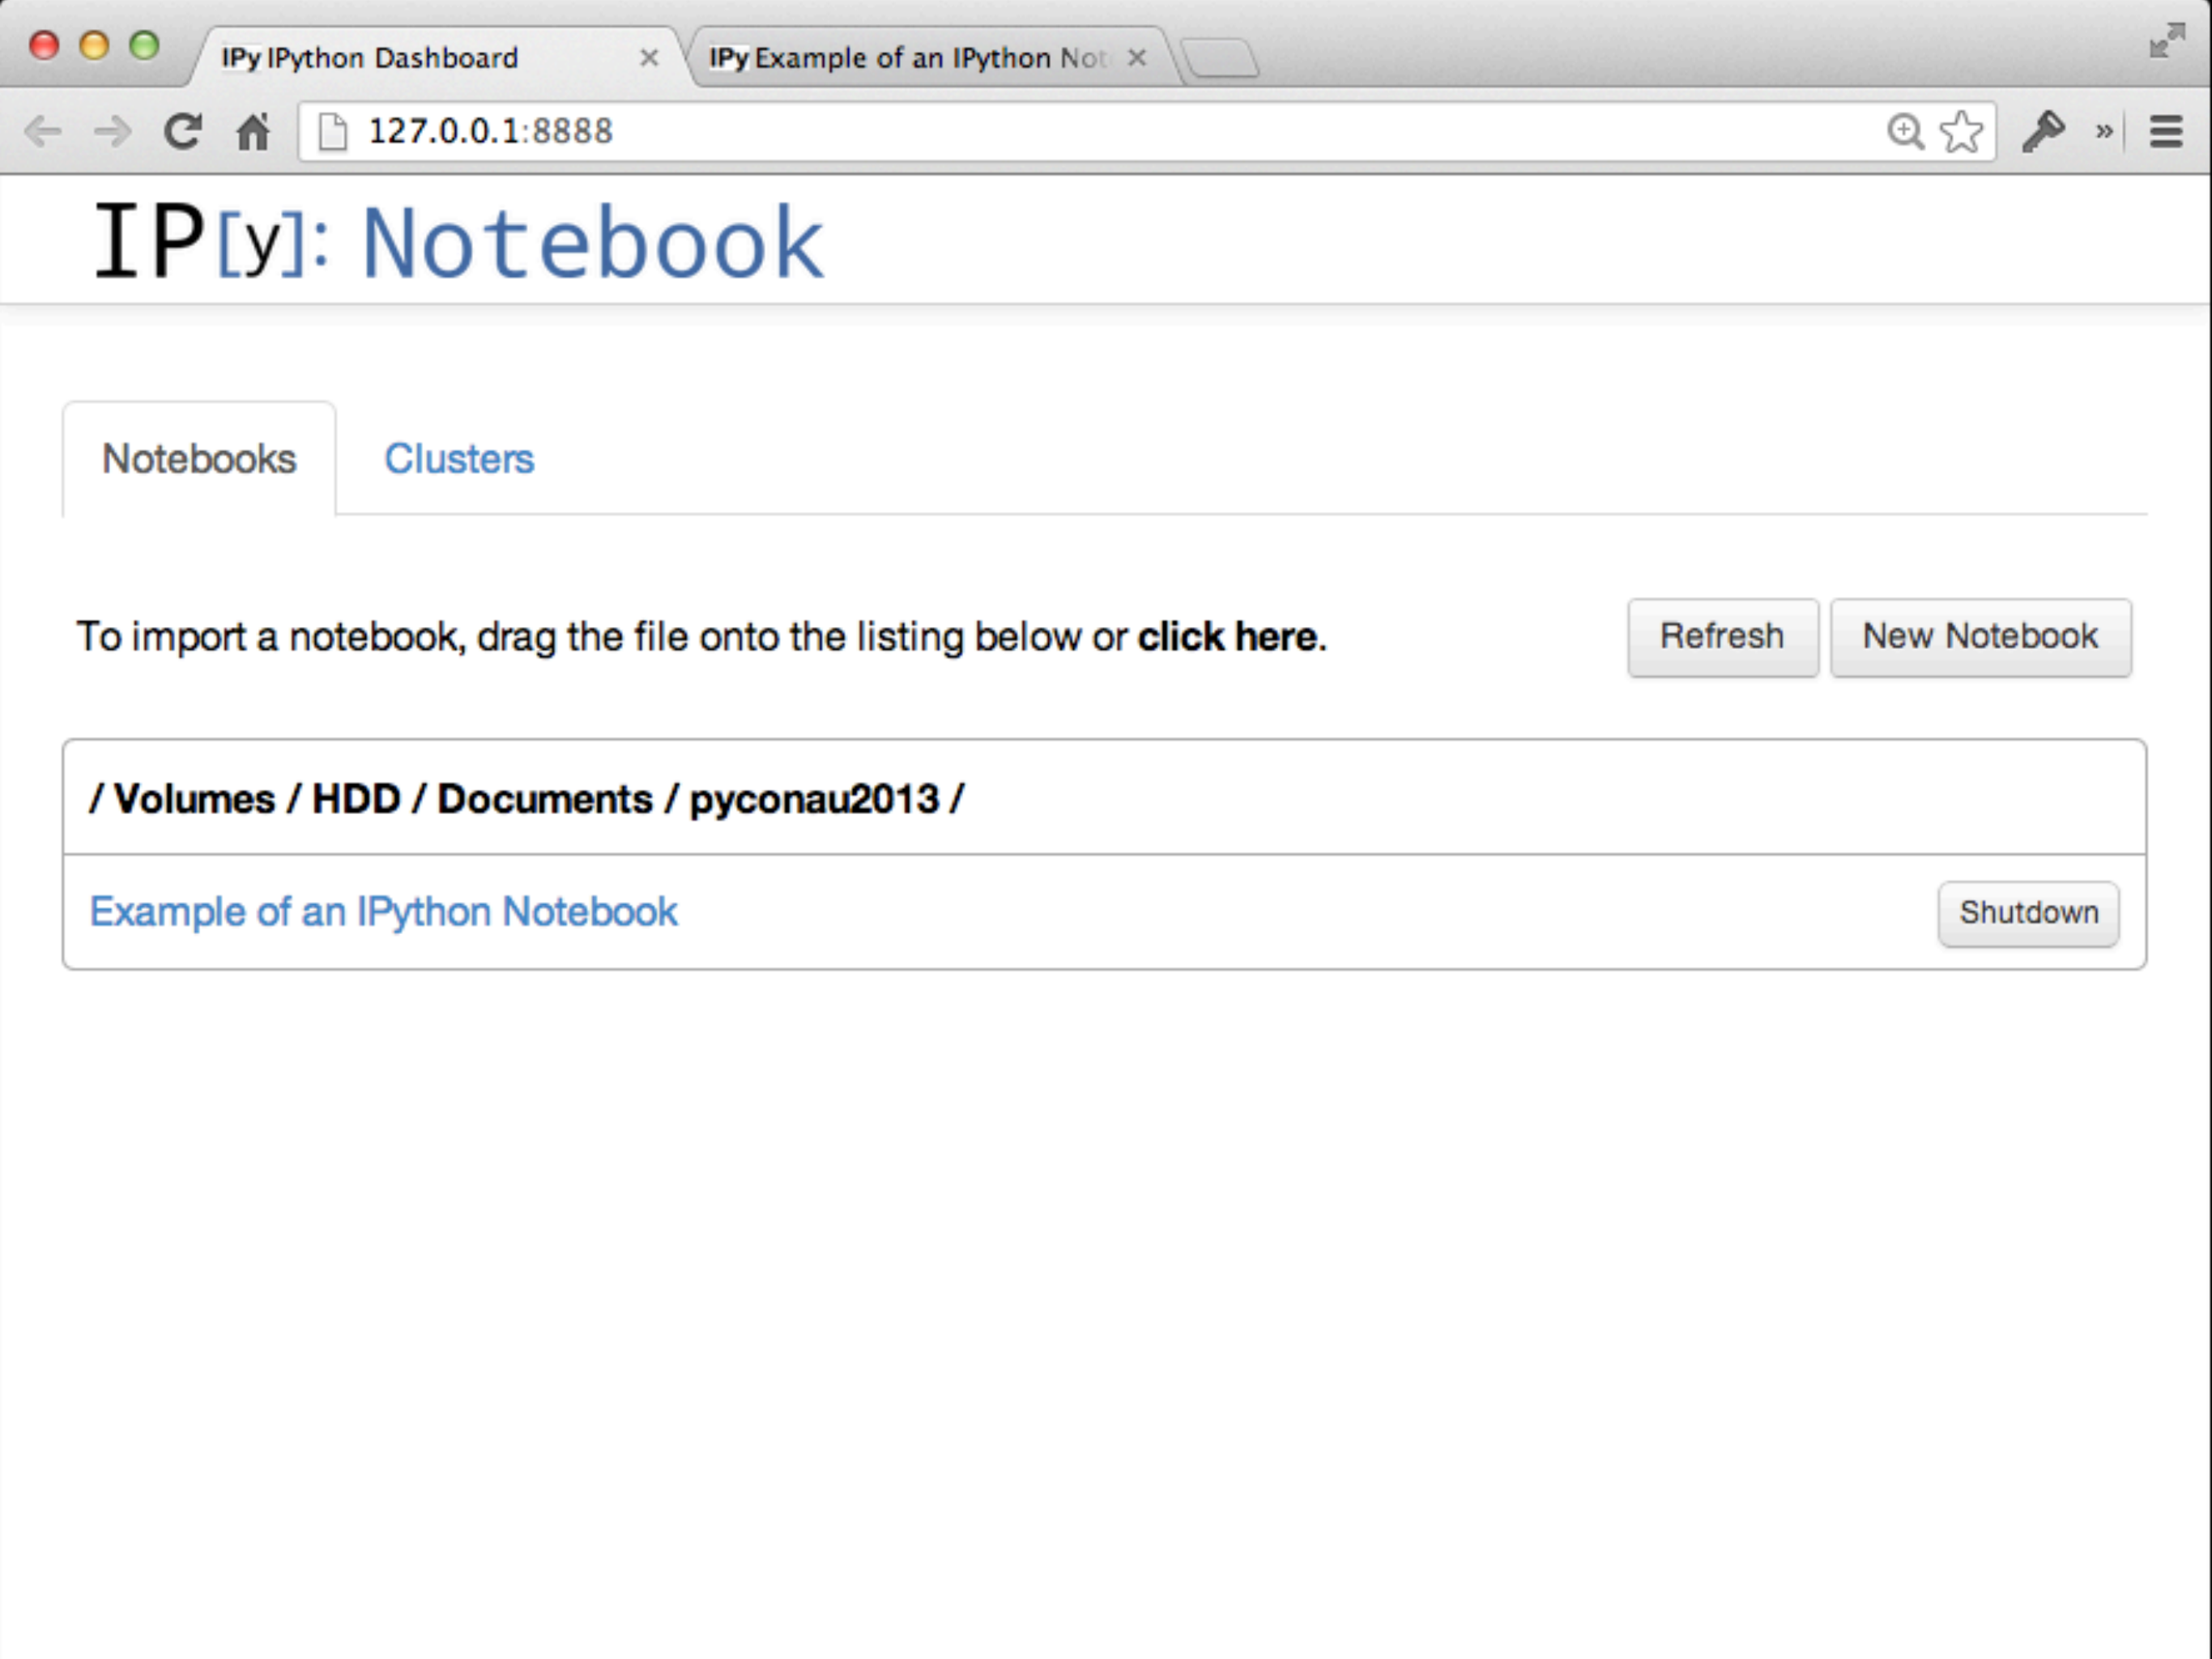 IPy IPython Dashboard
IPy Example of an IPython Not
127.0.0.1:8888
IP[y]: Notebook
Notebooks
Clusters
To import a notebook, drag the file onto the listing below or click here.
Refresh
New Notebook
/ Volumes / HDD / Documents / pyconau2013 /
Example of an IPython Notebook
Shutdown